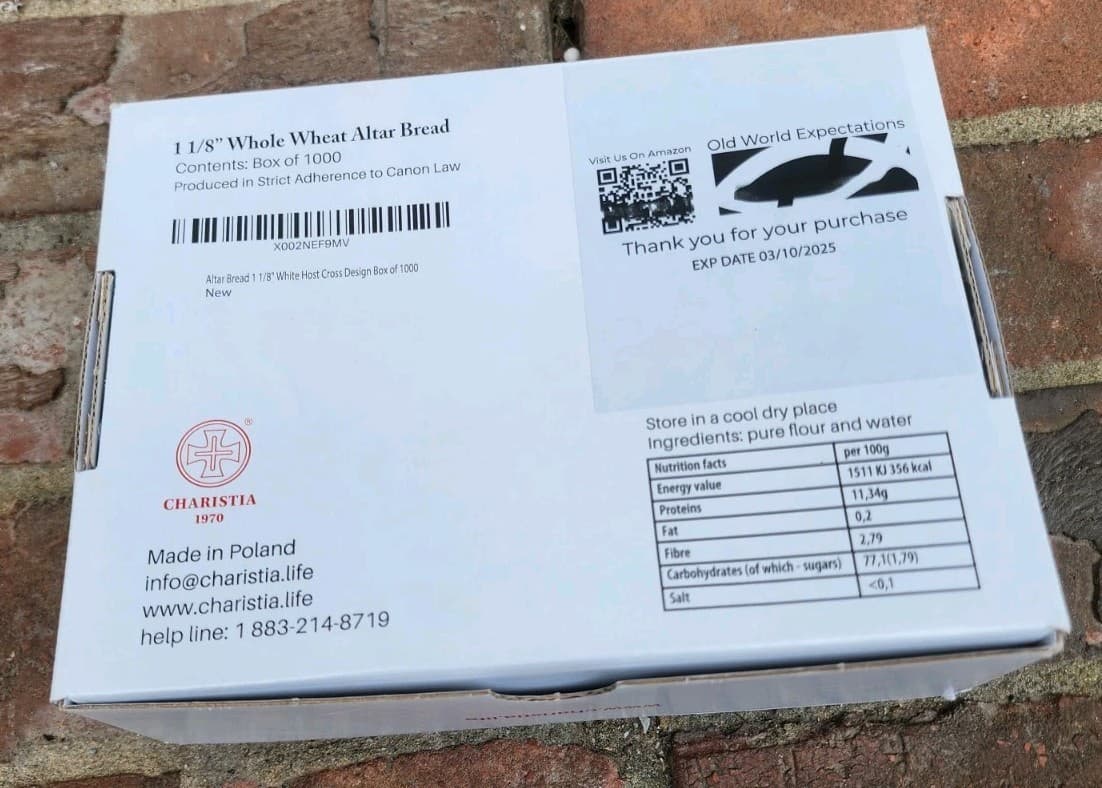 1 1/8” Whole Wheat Altar Bread
Contents: Box of 1000
Produced in Strict Adherence to Canon Law
X002NEF9MV
Altar Bread 1 1/8" White Host Cross Design Box of 1000
New
Visit Us On Amazon
Old World Expectations
Thank you for your purchase
EXP DATE 03/10/2025
®
CHARISTIA
1970
Made in Poland
info@charistia.life
www.charistia.life
help line: 1 883-214-8719
Store in a cool dry place
Ingredients: pure flour and water
Nutrition facts per 100g
Energy value 1511 KJ 356 kcal
Proteins 11,34g
Fat 0,2
Fibre 2,79
Carbohydrates (of which - sugars) 77,1(1,79)
Salt <0,1